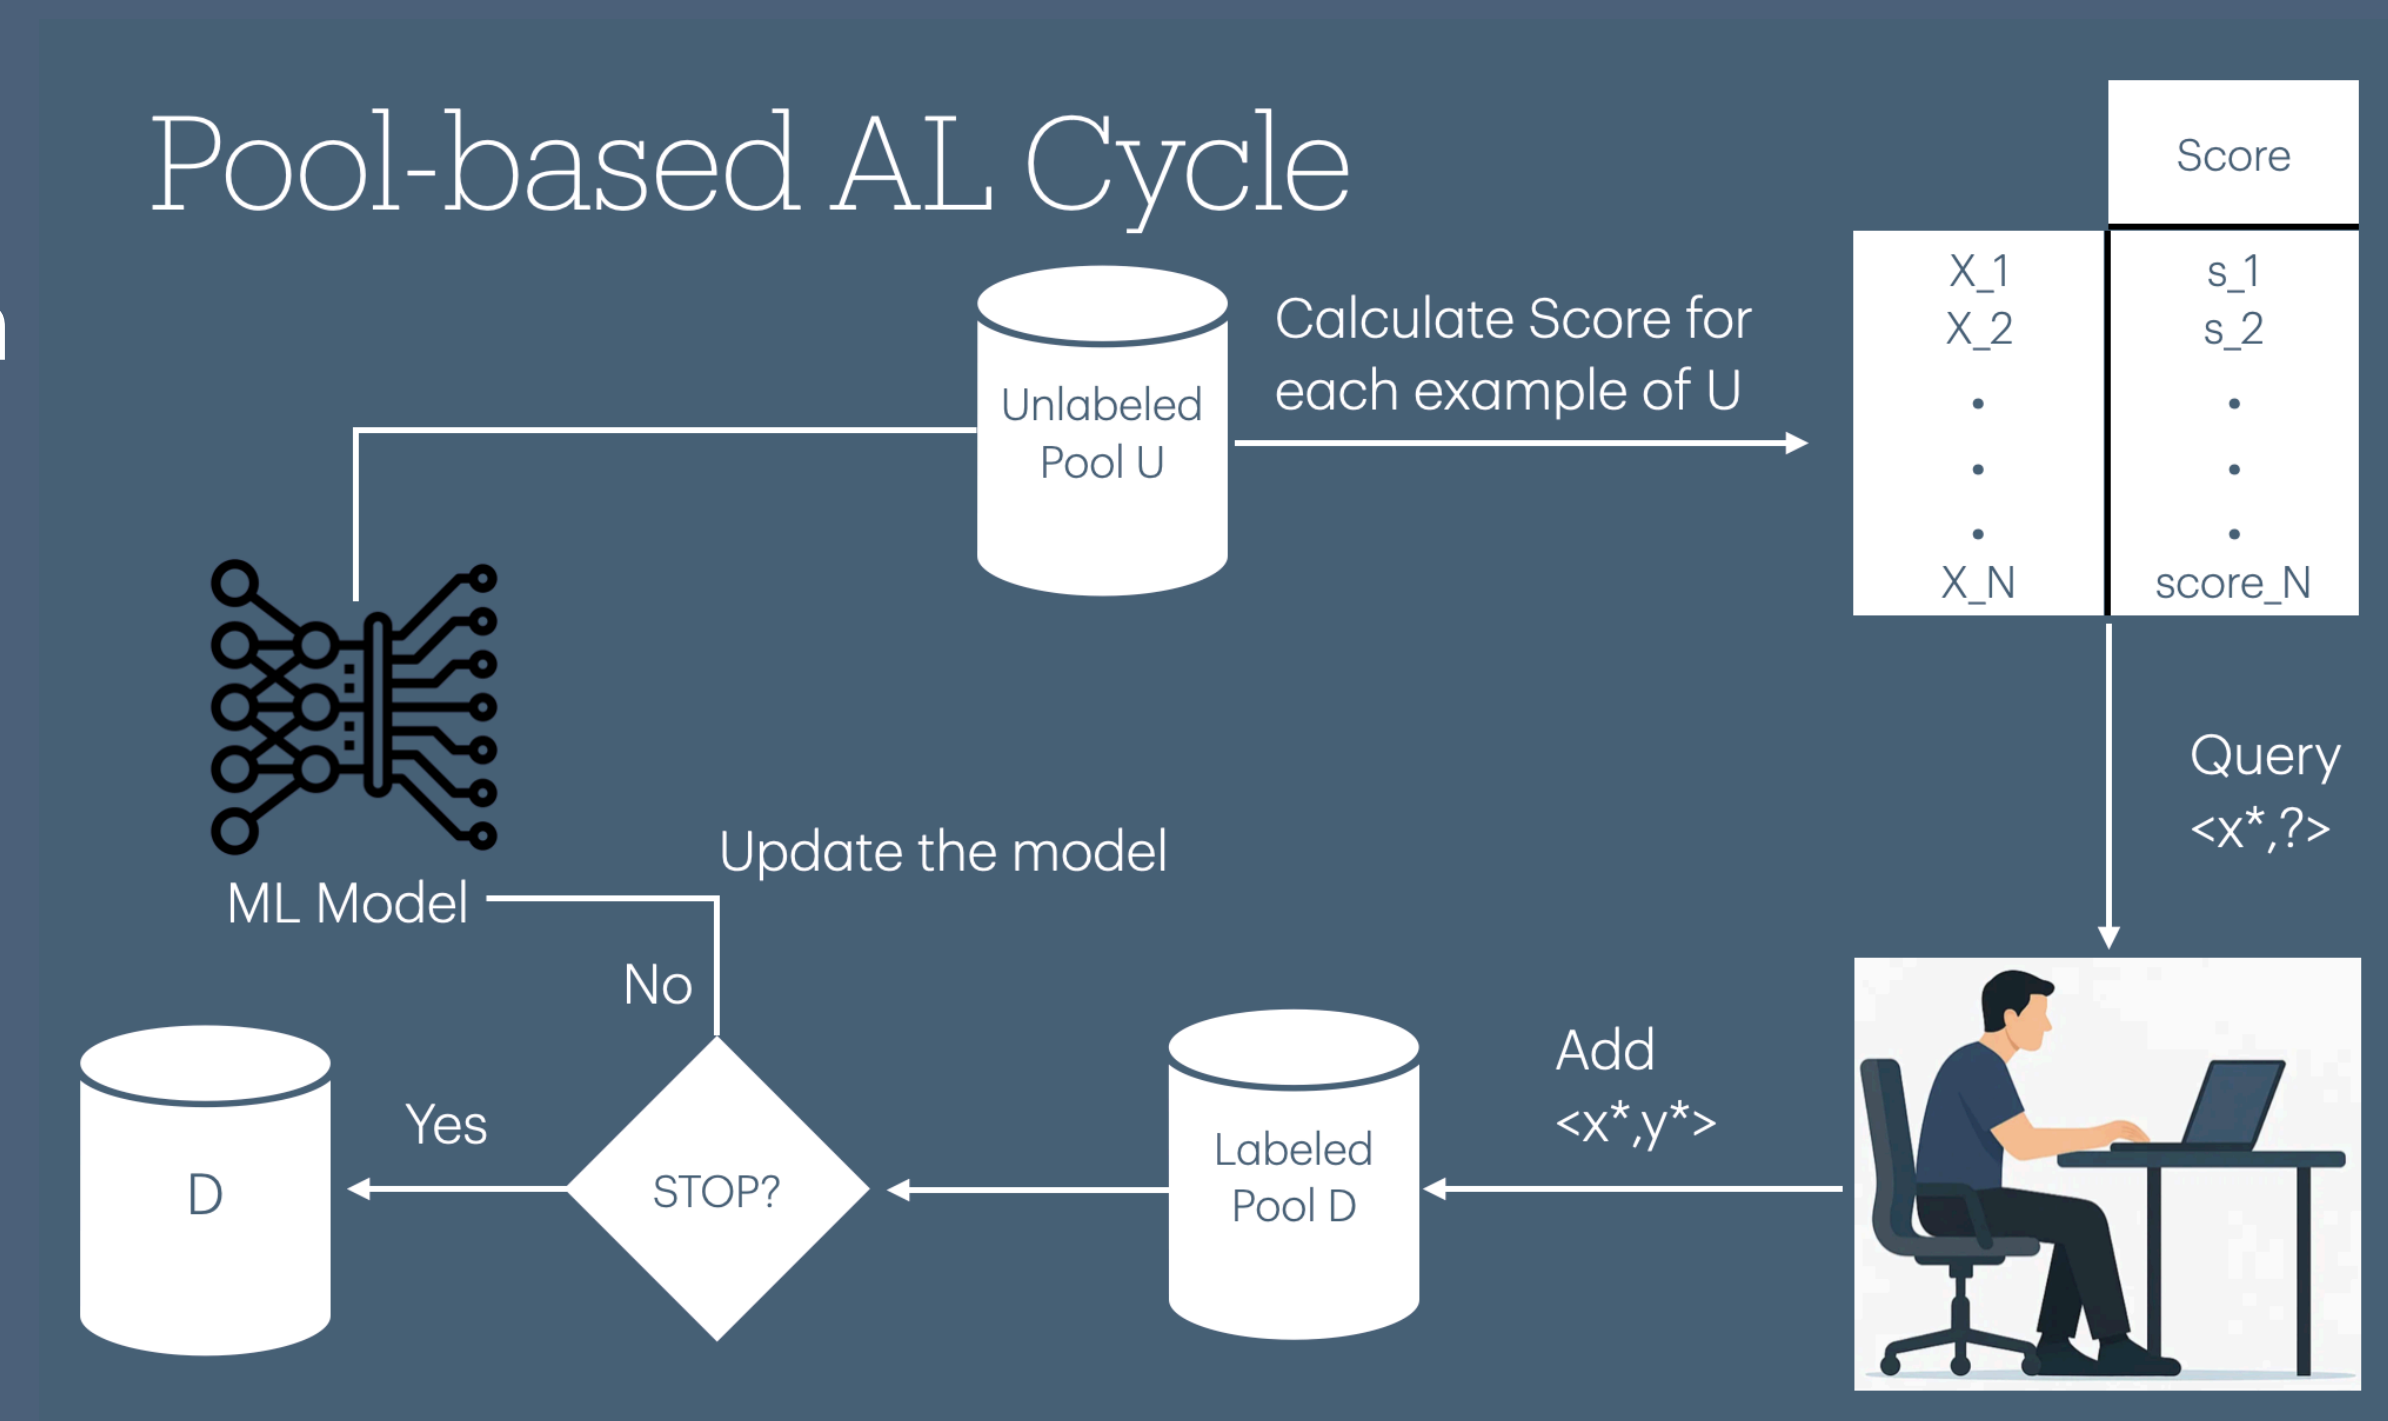 Pool-based AL Cycle
Score
X_1 s_1
X_2 s_2
X_N score_N
Calculate Score for
each example of U
Unlabeled
Pool U
Query
<x*,?>
Update the model
ML Model
No
Add
<x*,y*>
Labeled
Pool D
STOP?
Yes
D